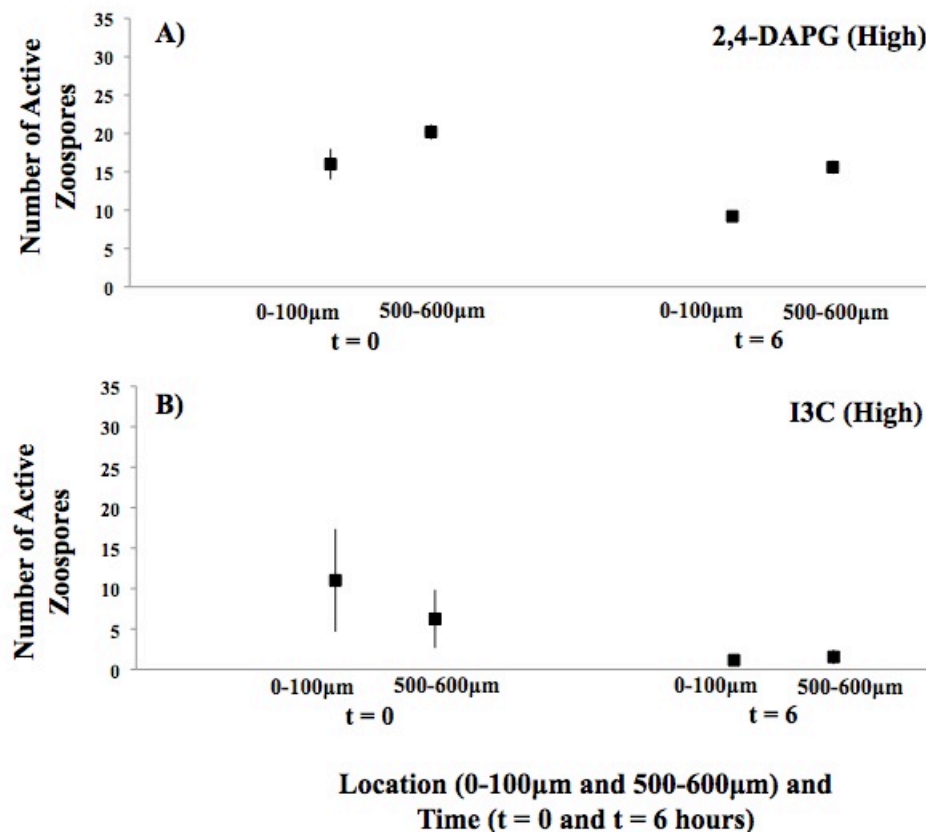 A)
2,4-DAPG (High)
Number of Active
Zoospores
35
30
25
20
15
10
5
0
0-100µm 500-600µm 0-100µm 500-600µm
t = 0 t = 6
B)
I3C (High)
Number of Active
Zoospores
35
30
25
20
15
10
5
0
0-100µm 500-600µm 0-100µm 500-600µm
t = 0 t = 6
Location (0-100µm and 500-600µm) and
Time (t = 0 and t = 6 hours)